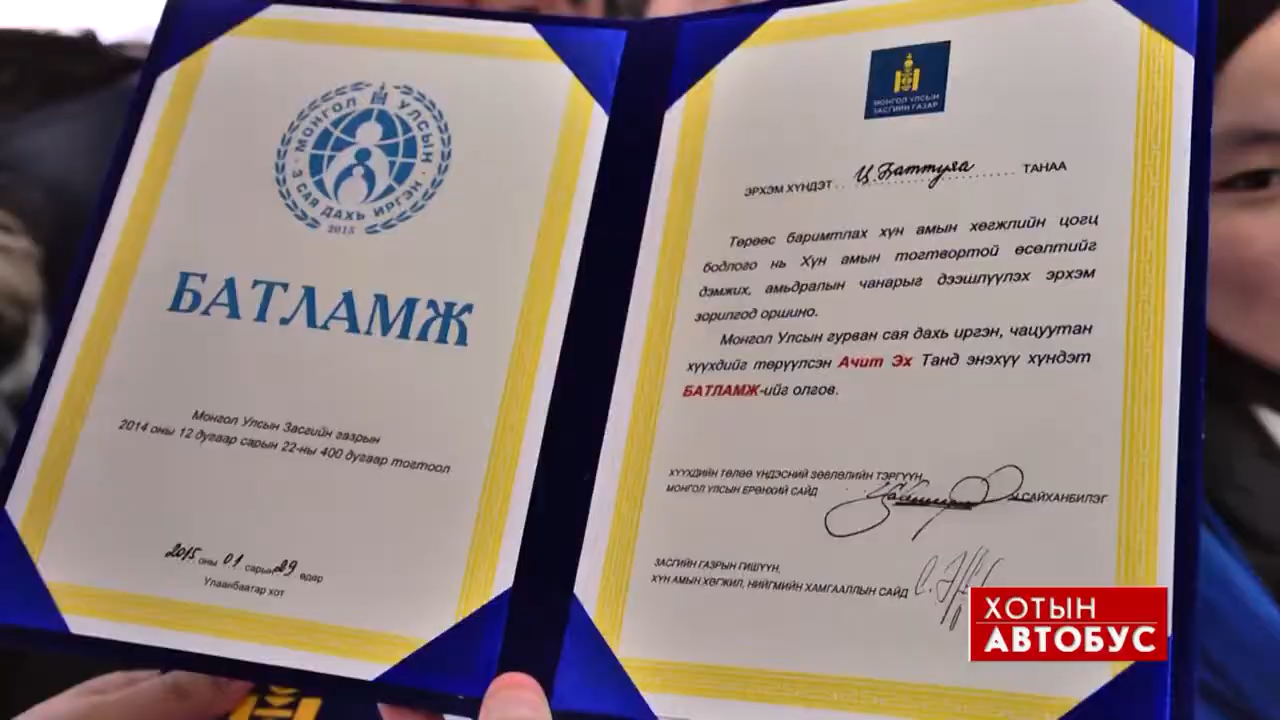 МОНГОЛ УЛСЫН
3 САЯ ДАХЬ ИРГЭН
2015
БАТЛАМЖ
Монгол Улсын Засгийн газрын
2014 оны 12 дугаар сарын 22-ны 400 дугаар тогтоол
2015 оны 01 сарын 29 өдөр
Улаанбаатар хот
МОНГОЛ УЛСЫН
ЗАСГИЙН ГАЗАР
ЭРХЭМ ХҮНДЭТ Ц. Баттуяа ТАНАА
Төрөөс баримтлах хүн амын хөгжлийн цогц
бодлого нь Хүн амын тогтвортой өсөлтийг
дэмжих, амьдралын чанарыг дээшлүүлэх эрхэм
зорилгод оршино.
Монгол Улсын гурван сая дахь иргэн, чацуутан
хүүхдийг төрүүлсэн Ачит Эх Танд энэхүү хүндэт
БАТЛАМЖ-ийг олгов.
ХҮҮХДИЙН ТӨЛӨӨ ҮНДЭСНИЙ ЗӨВЛӨЛИЙН ТЭРГҮҮН,
МОНГОЛ УЛСЫН ЕРӨНХИЙ САЙД САЙХАНБИЛЭГ
ЗАСГИЙН ГАЗРЫН ГИШҮҮН,
ХҮН АМЫН ХӨГЖИЛ, НИЙГМИЙН ХАМГААЛЛЫН САЙД
ХОТЫН
АВТОБУС